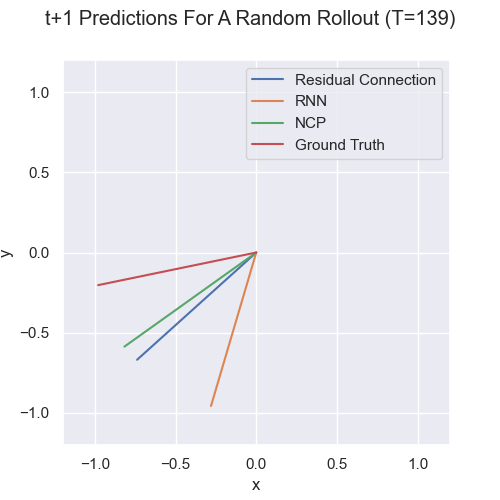 t+1 Predictions For A Random Rollout (T=139)
Residual Connection
RNN
NCP
Ground Truth
1.0
0.5
0.0
−0.5
−1.0
y
−1.0 −0.5 0.0 0.5 1.0
x